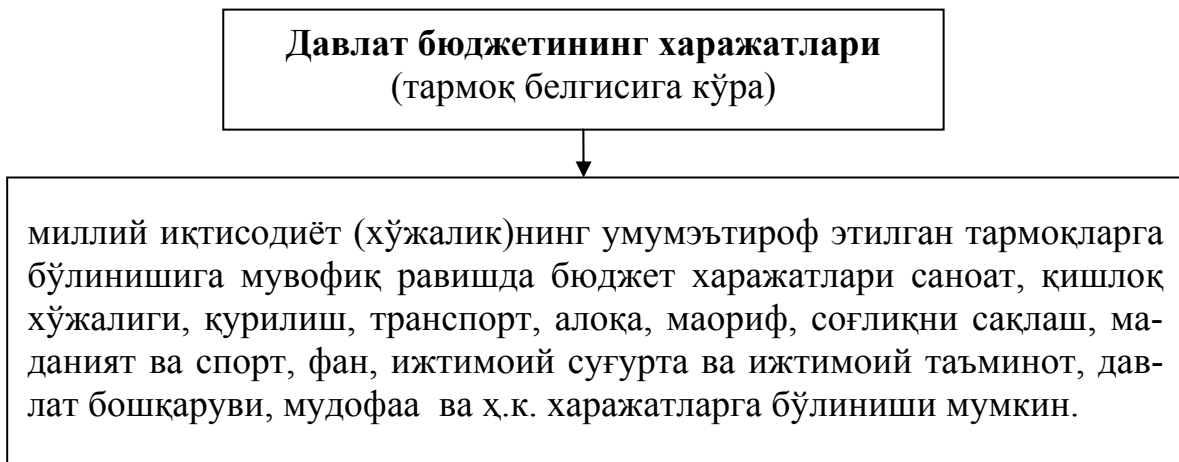 Давлат бюджетининг харажатлари
(тармоқ белгисига кўра)
миллий иқтисодиёт (хўжалик)нинг умумэътироф этилган тармоқларга
бўлинишига мувофиқ равишда бюджет харажатлари саноат, қишлоқ
хўжалиги, қурилиш, транспорт, алоқа, маориф, соғлиқни сақлаш, ма-
даният ва спорт, фан, ижтимоий суғурта ва ижтимоий таъминот, дав-
лат бошқаруви, мудофаа ва ҳ.к. харажатларга бўлиниши мумкин.